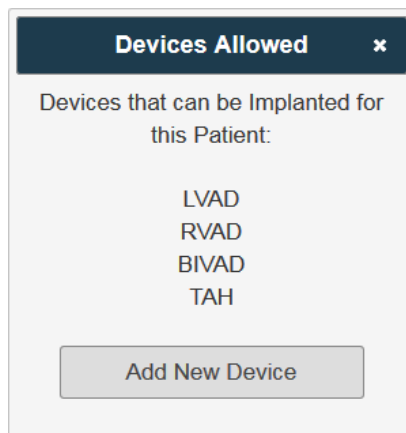 Devices Allowed ×
Devices that can be Implanted for
this Patient:
LVAD
RVAD
BIVAD
TAH
Add New Device